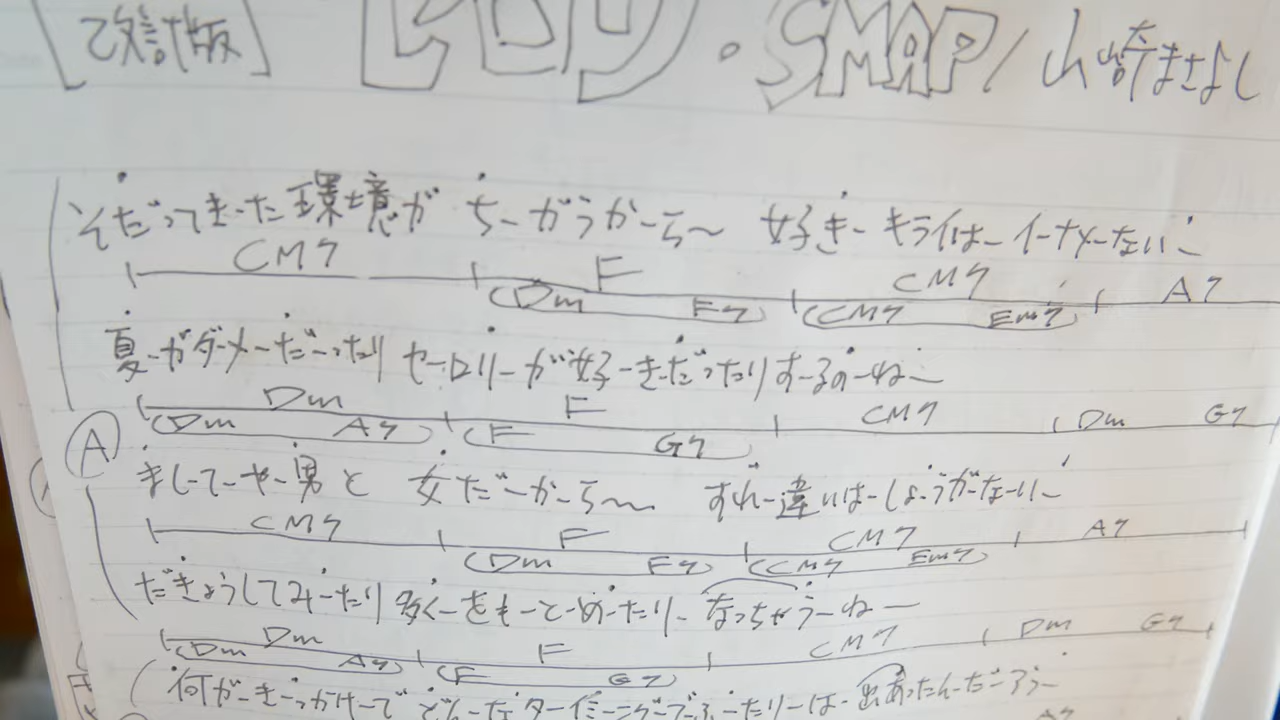 [改訂版] セロリ・SMAP/山崎まさよし
そだってきーた環境が ちーがうかーら〜 好きーキライはーイーナメーないー
CM7 F CM7 A7
(Dm F7) (CM7 Em7)
夏ーがダーメーだーったり セーロリーが好ーきーだったりすーるのーねー
Dm F CM7 Dm G7
(Dm A7) (F G7)
Ⓐ
ましーてーやー男と 女だーかーら〜 すれー違いはーしょうがーなーいー
CM7 F CM7 A7
(Dm F7) (CM7 Em7)
だきょうしてみーたり 多くーをもーとーめーたりー なっちゃうーねー
Dm F CM7 Dm G7
(Dm A7) (F G7)
何がーきーっかけーで どんーなターイミーングーでふーたりーはー 出あったんーだーろうー
A7